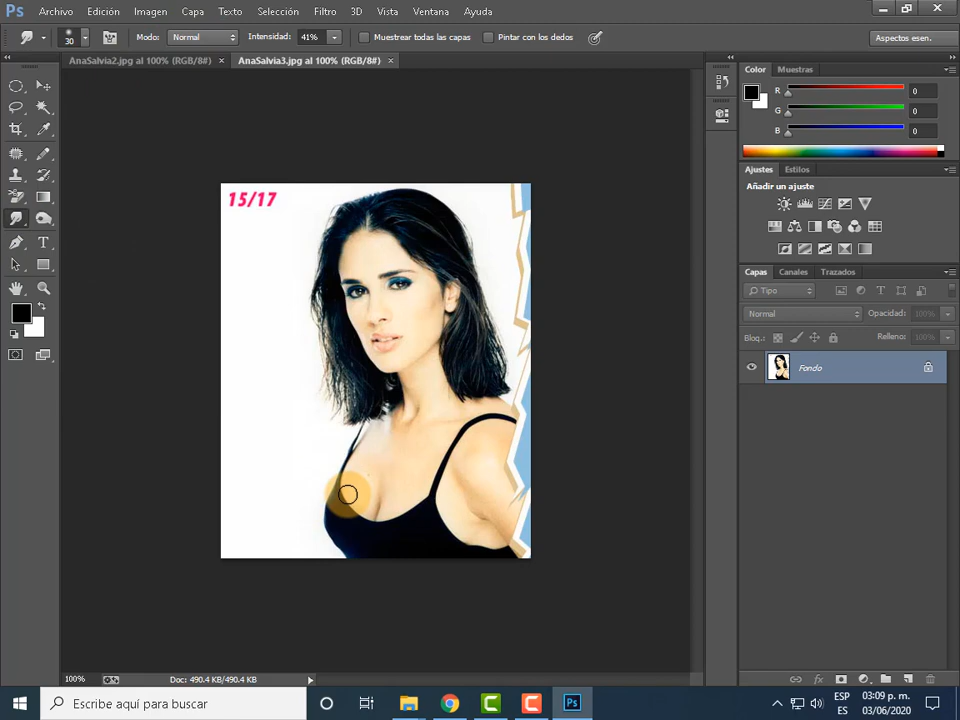 Ps Archivo Edición Imagen Capa Texto Selección Filtro 3D Vista Ventana Ayuda
30 Modo: Normal Intensidad: 41% Muestrear todas las capas Pintar con los dedos Aspectos esen.
AnaSalvia2.jpg al 100% (RGB/8#) × AnaSalvia3.jpg al 100% (RGB/8#) ×
Color Muestras
R 0
G 0
B 0
Ajustes Estilos
Añadir un ajuste
15/17
Capas Canales Trazados
Tipo
Normal Opacidad: 100%
Bloq.: Relleno: 100%
Fondo
100% Doc: 490.4 KB/490.4 KB
Escribe aquí para buscar
Ps
ESP 03:09 p. m.
ES 03/06/2020